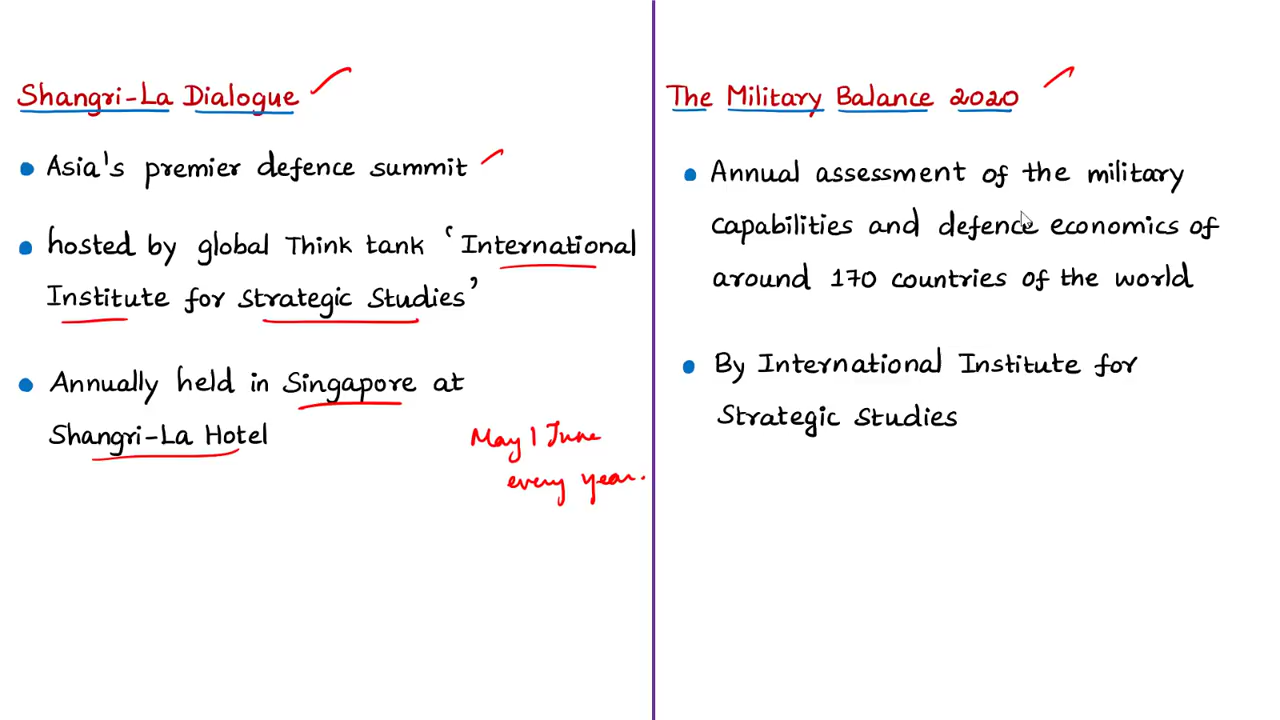 Shangri-La Dialogue
Asia's premier defence summit
hosted by global Think tank 'International
Institute for Strategic Studies'
Annually held in Singapore at
Shangri-La Hotel
May / June
every year.
The Military Balance 2020
Annual assessment of the military
capabilities and defence economics of
around 170 countries of the world
By International Institute for
Strategic Studies